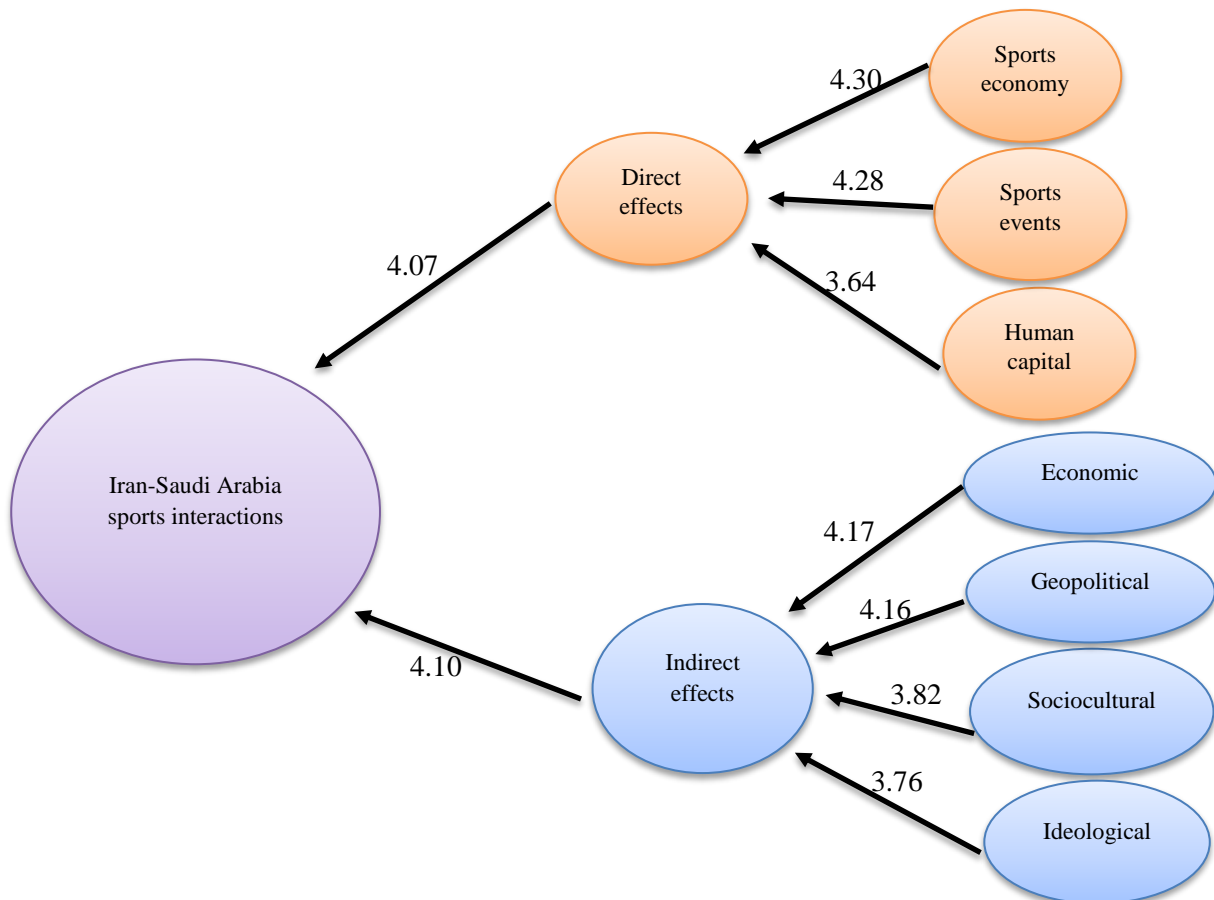 Sports
economy
4.30
Direct
effects
4.28
Sports
events
4.07
3.64
Human
capital
Iran-Saudi Arabia
sports interactions
Economic
4.17
Geopolitical
4.16
Indirect
effects
4.10
3.82
Sociocultural
3.76
Ideological